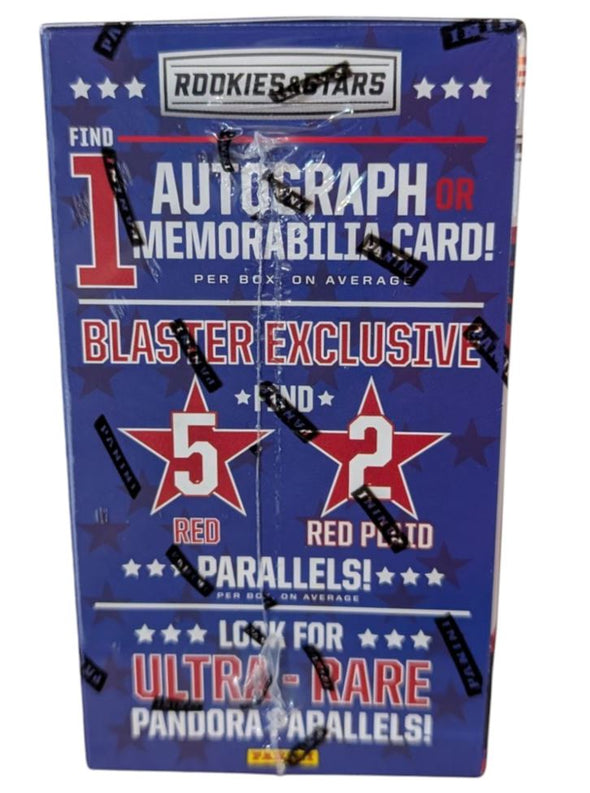 ROOKIES & STARS
FIND
1 AUTOGRAPH OR
MEMORABILIA CARD!
PER BOX, ON AVERAGE
BLASTER EXCLUSIVE
FIND
5 2
RED RED PLAID
PARALLELS!
PER BOX, ON AVERAGE
LOOK FOR
ULTRA - RARE
PANDORA PARALLELS!
PANINI